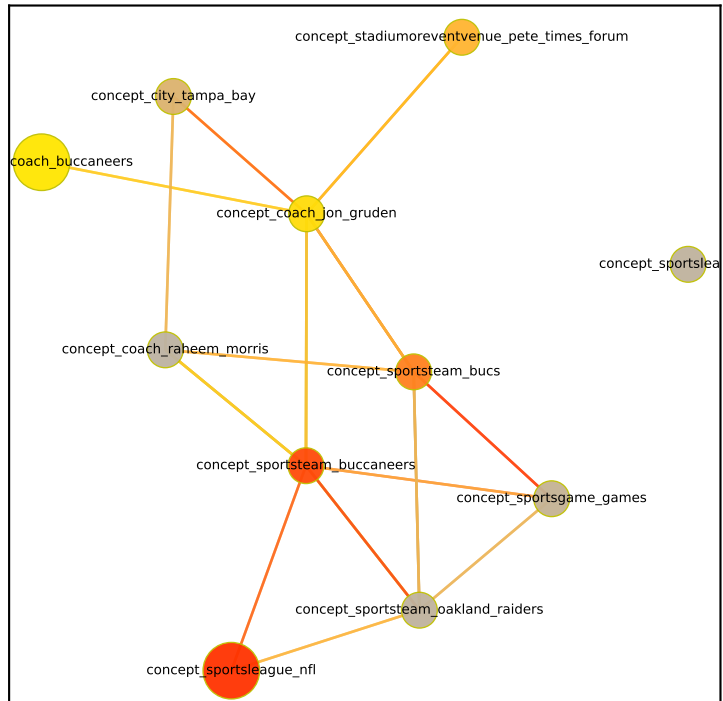 concept_stadiumoreventvenue_pete_times_forum
concept_city_tampa_bay
coach_buccaneers
concept_coach_jon_gruden
concept_sportslea
concept_coach_raheem_morris
concept_sportsteam_bucs
concept_sportsteam_buccaneers
concept_sportsgame_games
concept_sportsteam_oakland_raiders
concept_sportsleague_nfl